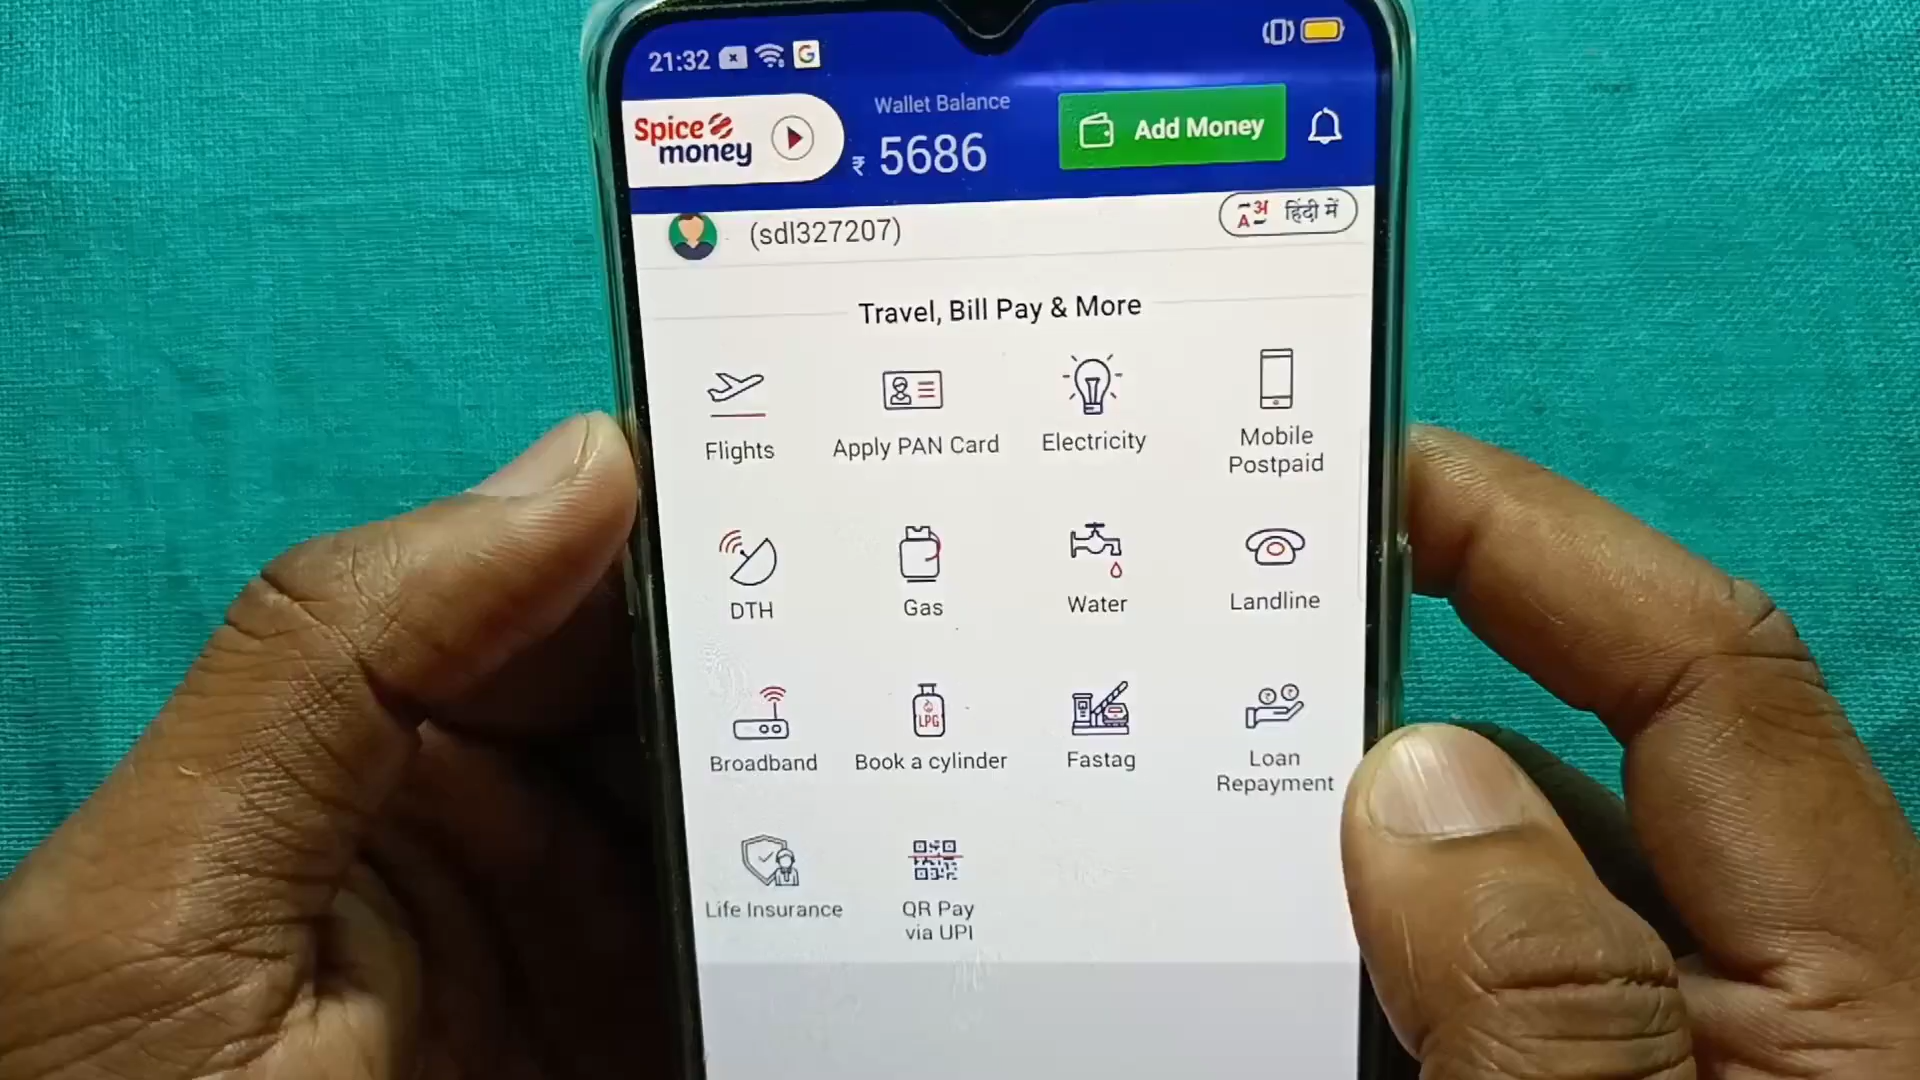 21:32
G
Spice
money
Wallet Balance
₹ 5686
Add Money
(sdl327207)
A अ हिंदी में
Travel, Bill Pay & More
Flights
Apply PAN Card
Electricity
Mobile
Postpaid
DTH
Gas
Water
Landline
Broadband
LPG
Book a cylinder
Fastag
Loan
Repayment
Life Insurance
QR Pay
via UPI